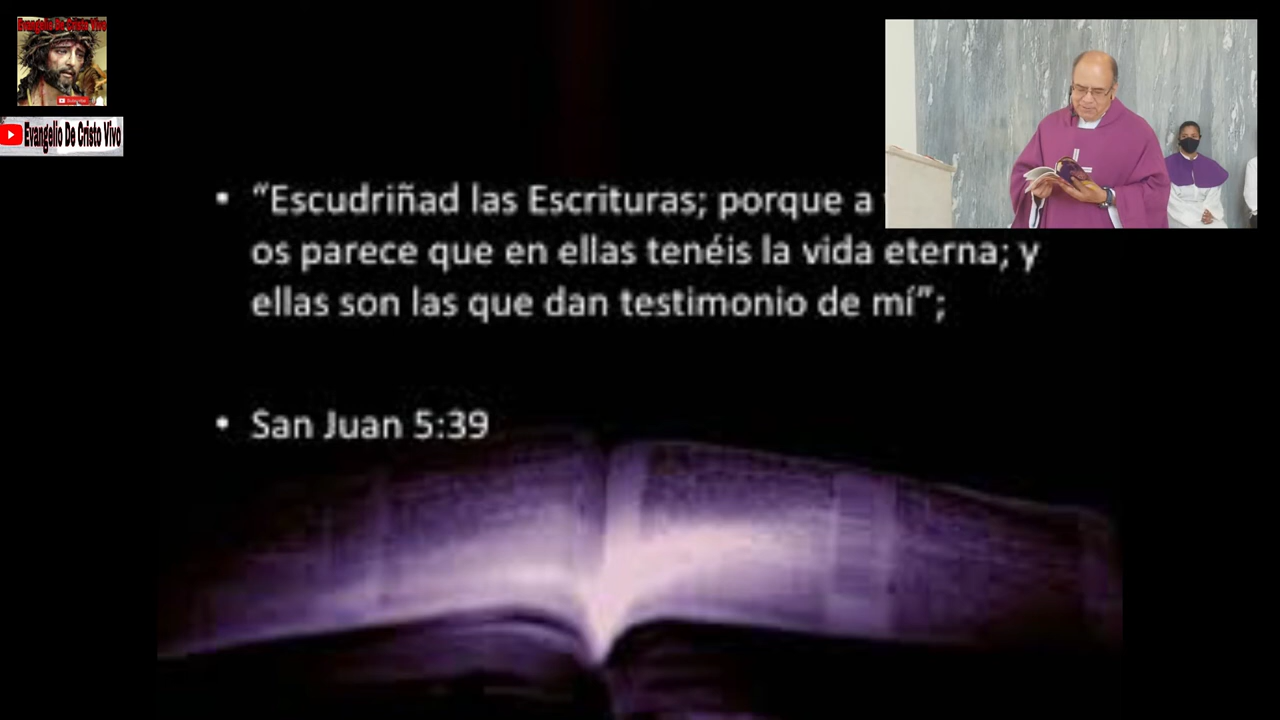 Evangelio De Cristo Vivo
Evangelio De Cristo Vivo
• “Escudriñad las Escrituras; porque a
os parece que en ellas tenéis la vida eterna; y
ellas son las que dan testimonio de mí”;
• San Juan 5:39